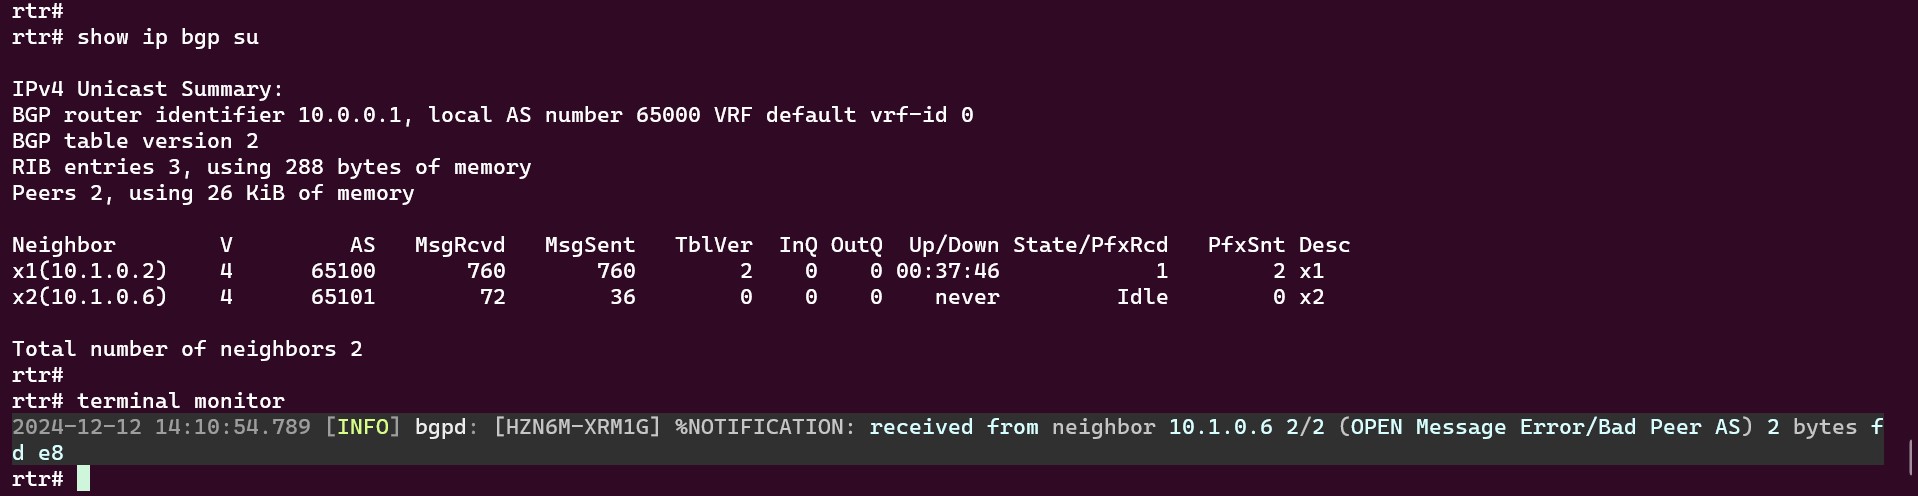 rtr#
rtr# show ip bgp su
IPv4 Unicast Summary:
BGP router identifier 10.0.0.1, local AS number 65000 VRF default vrf-id 0
BGP table version 2
RIB entries 3, using 288 bytes of memory
Peers 2, using 26 KiB of memory
Neighbor        V         AS   MsgRcvd   MsgSent   TblVer  InQ OutQ  Up/Down State/PfxRcd   PfxSnt Desc
x1(10.1.0.2)    4      65100       760       760        2    0    0 00:37:46            1        2 x1
x2(10.1.0.6)    4      65101        72        36        0    0    0    never         Idle        0 x2
Total number of neighbors 2
rtr#
rtr# terminal monitor
2024-12-12 14:10:54.789 [INFO] bgpd: [HZN6M-XRM1G] %NOTIFICATION: received from neighbor 10.1.0.6 2/2 (OPEN Message Error/Bad Peer AS) 2 bytes f
d e8
rtr#